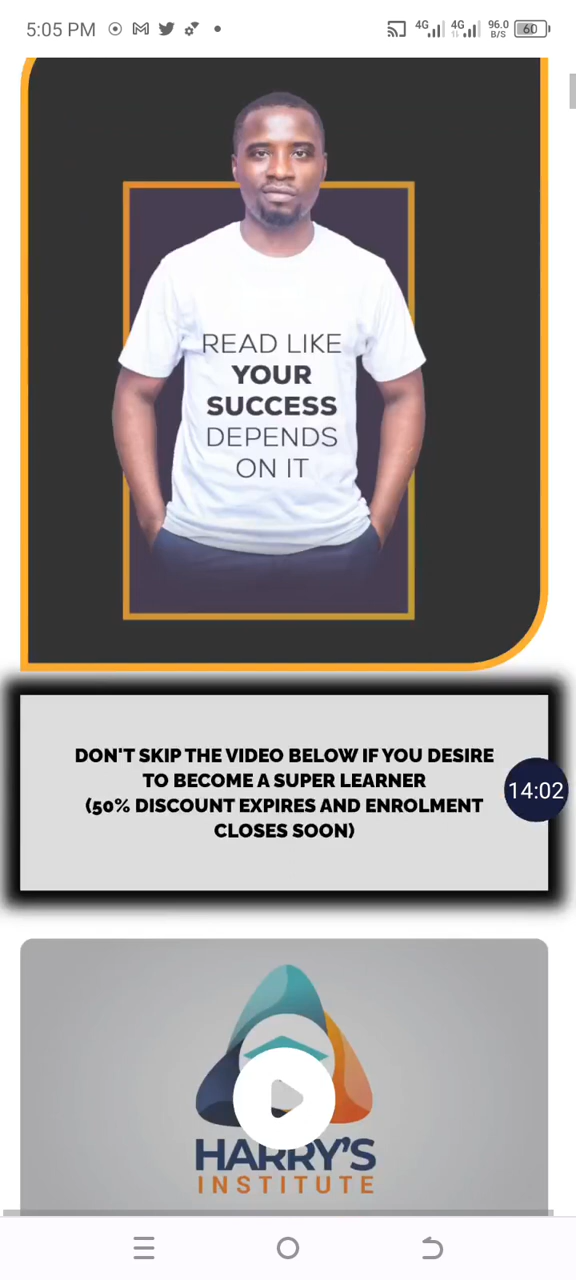 5:05 PM
4G 4G 96.0 B/S 60
READ LIKE
YOUR
SUCCESS
DEPENDS
ON IT
DON'T SKIP THE VIDEO BELOW IF YOU DESIRE
TO BECOME A SUPER LEARNER
(50% DISCOUNT EXPIRES AND ENROLMENT
CLOSES SOON)
14:02
HARRY'S
INSTITUTE